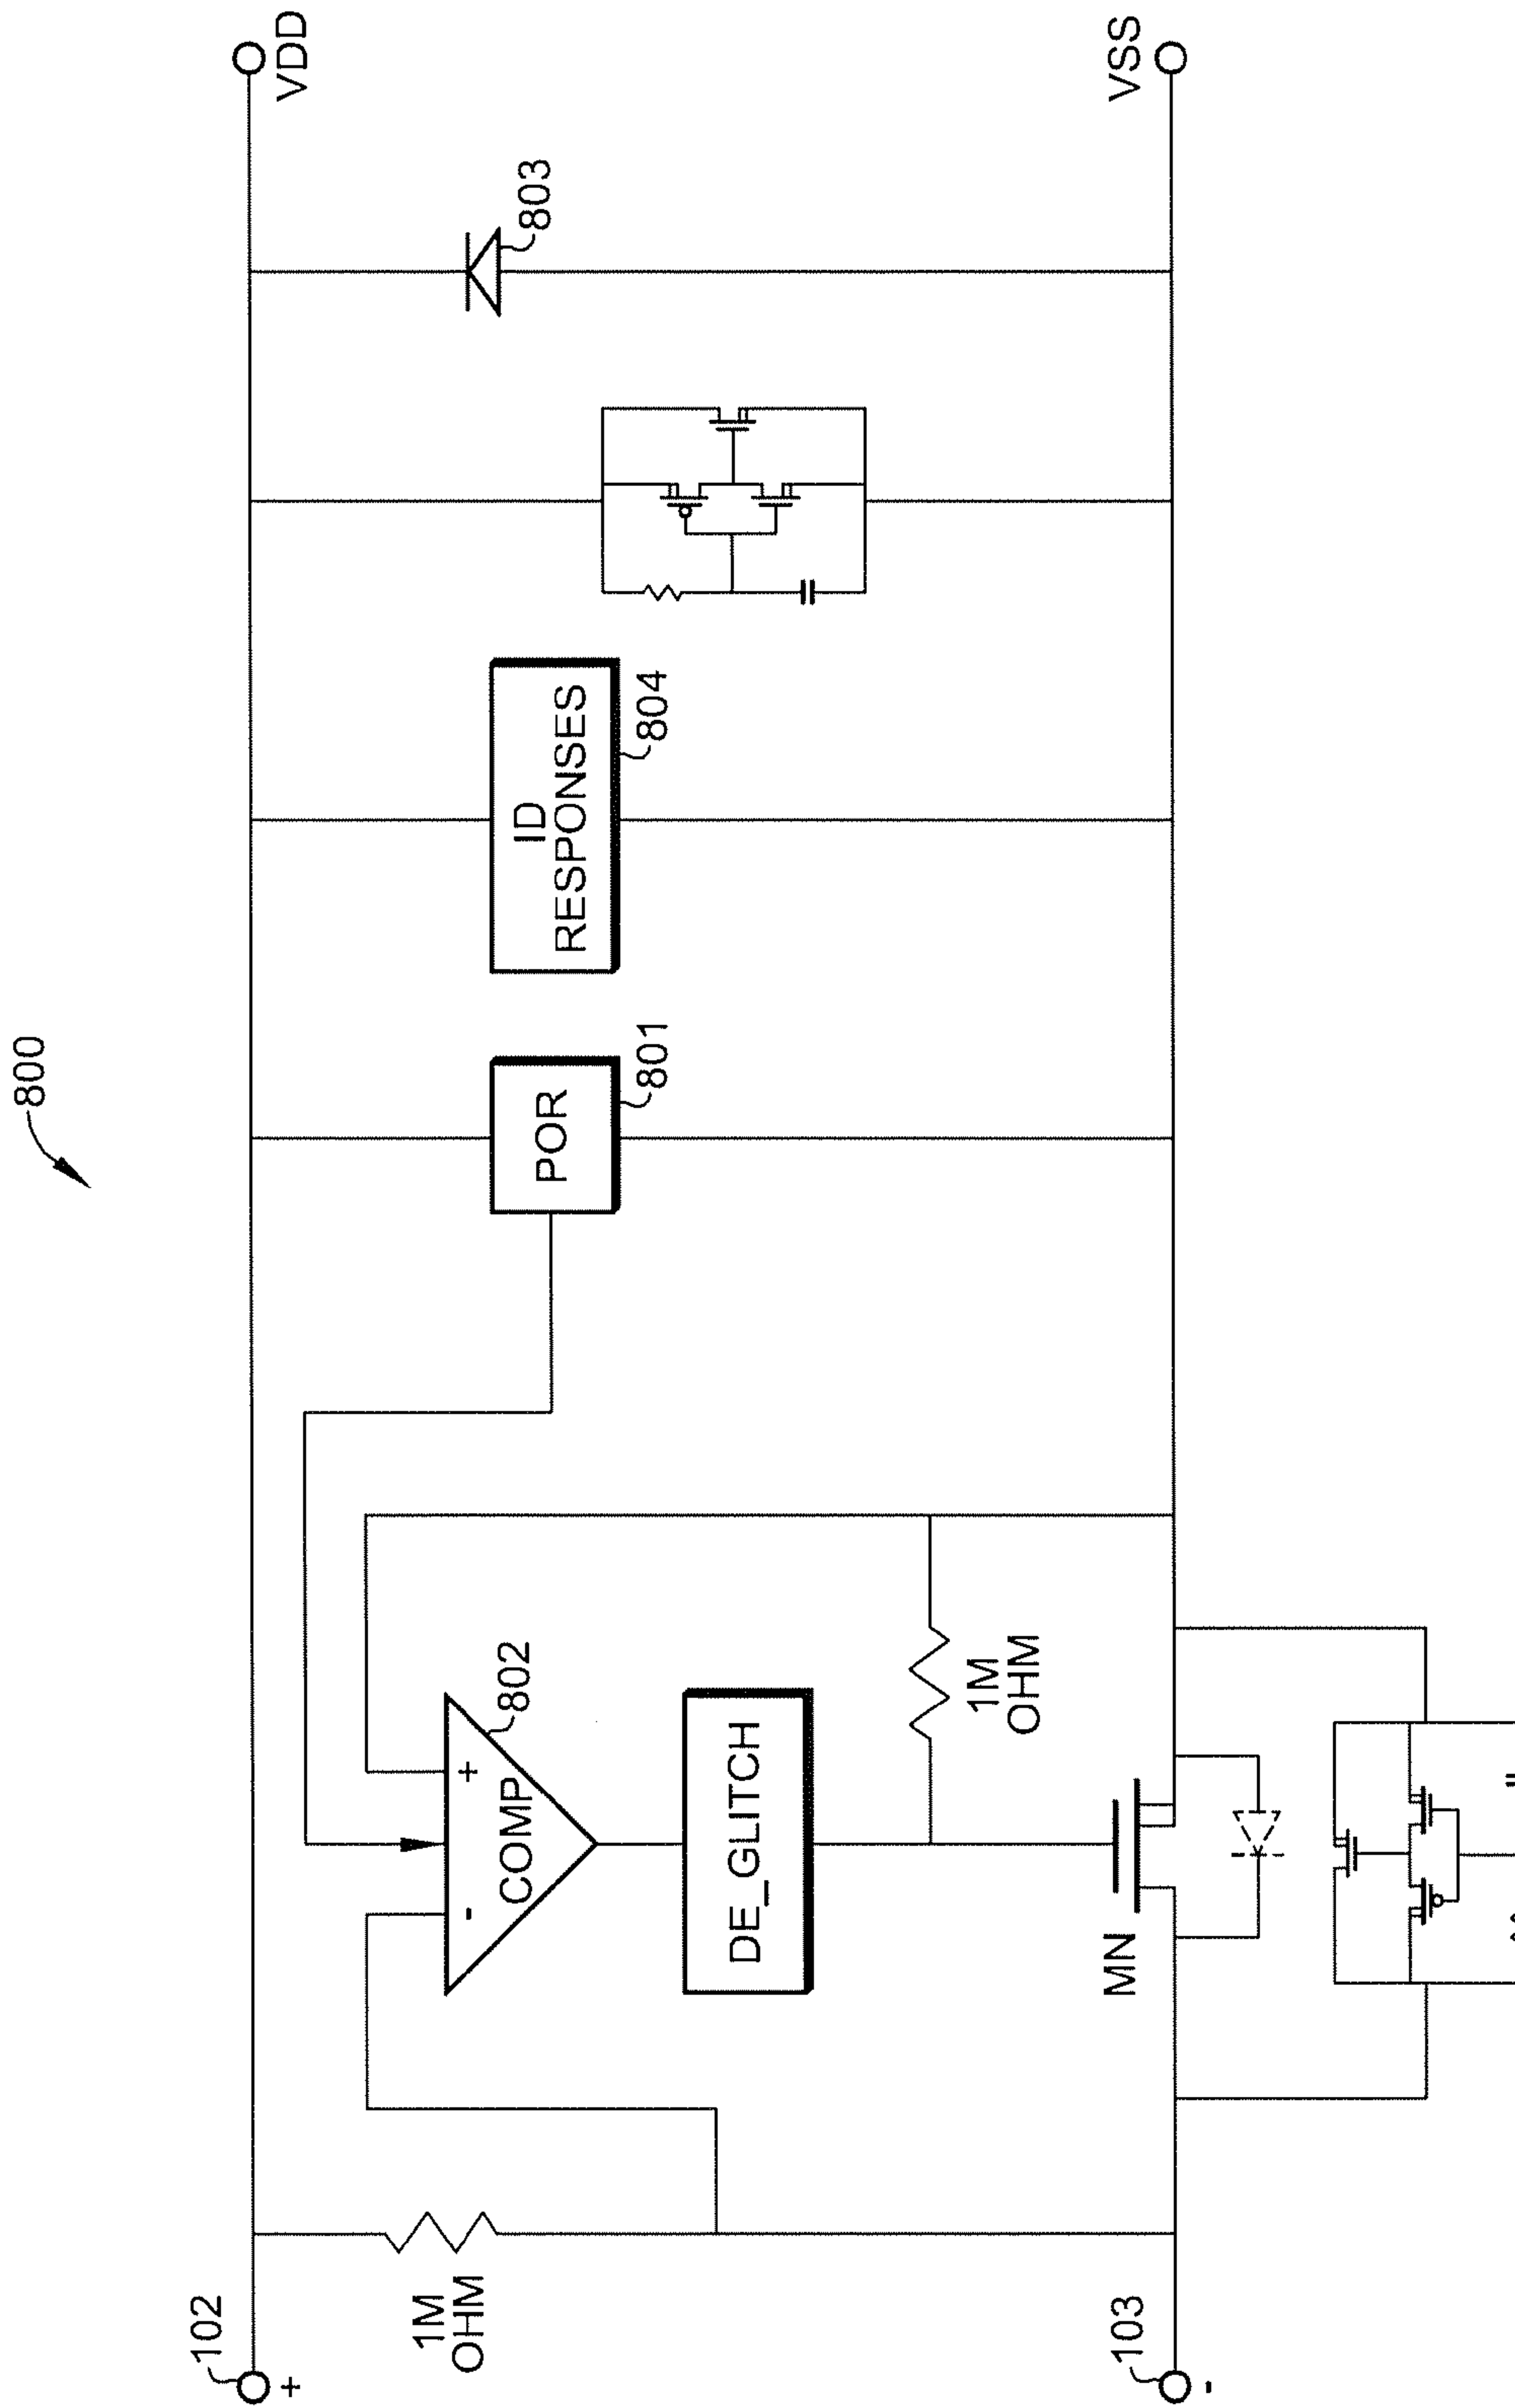 800
102
+
1M
OHM
103
-
-
+
COMP
802
DE_GLITCH
1M
OHM
MN
POR
801
ID
RESPONSES
804
803
VDD
VSS